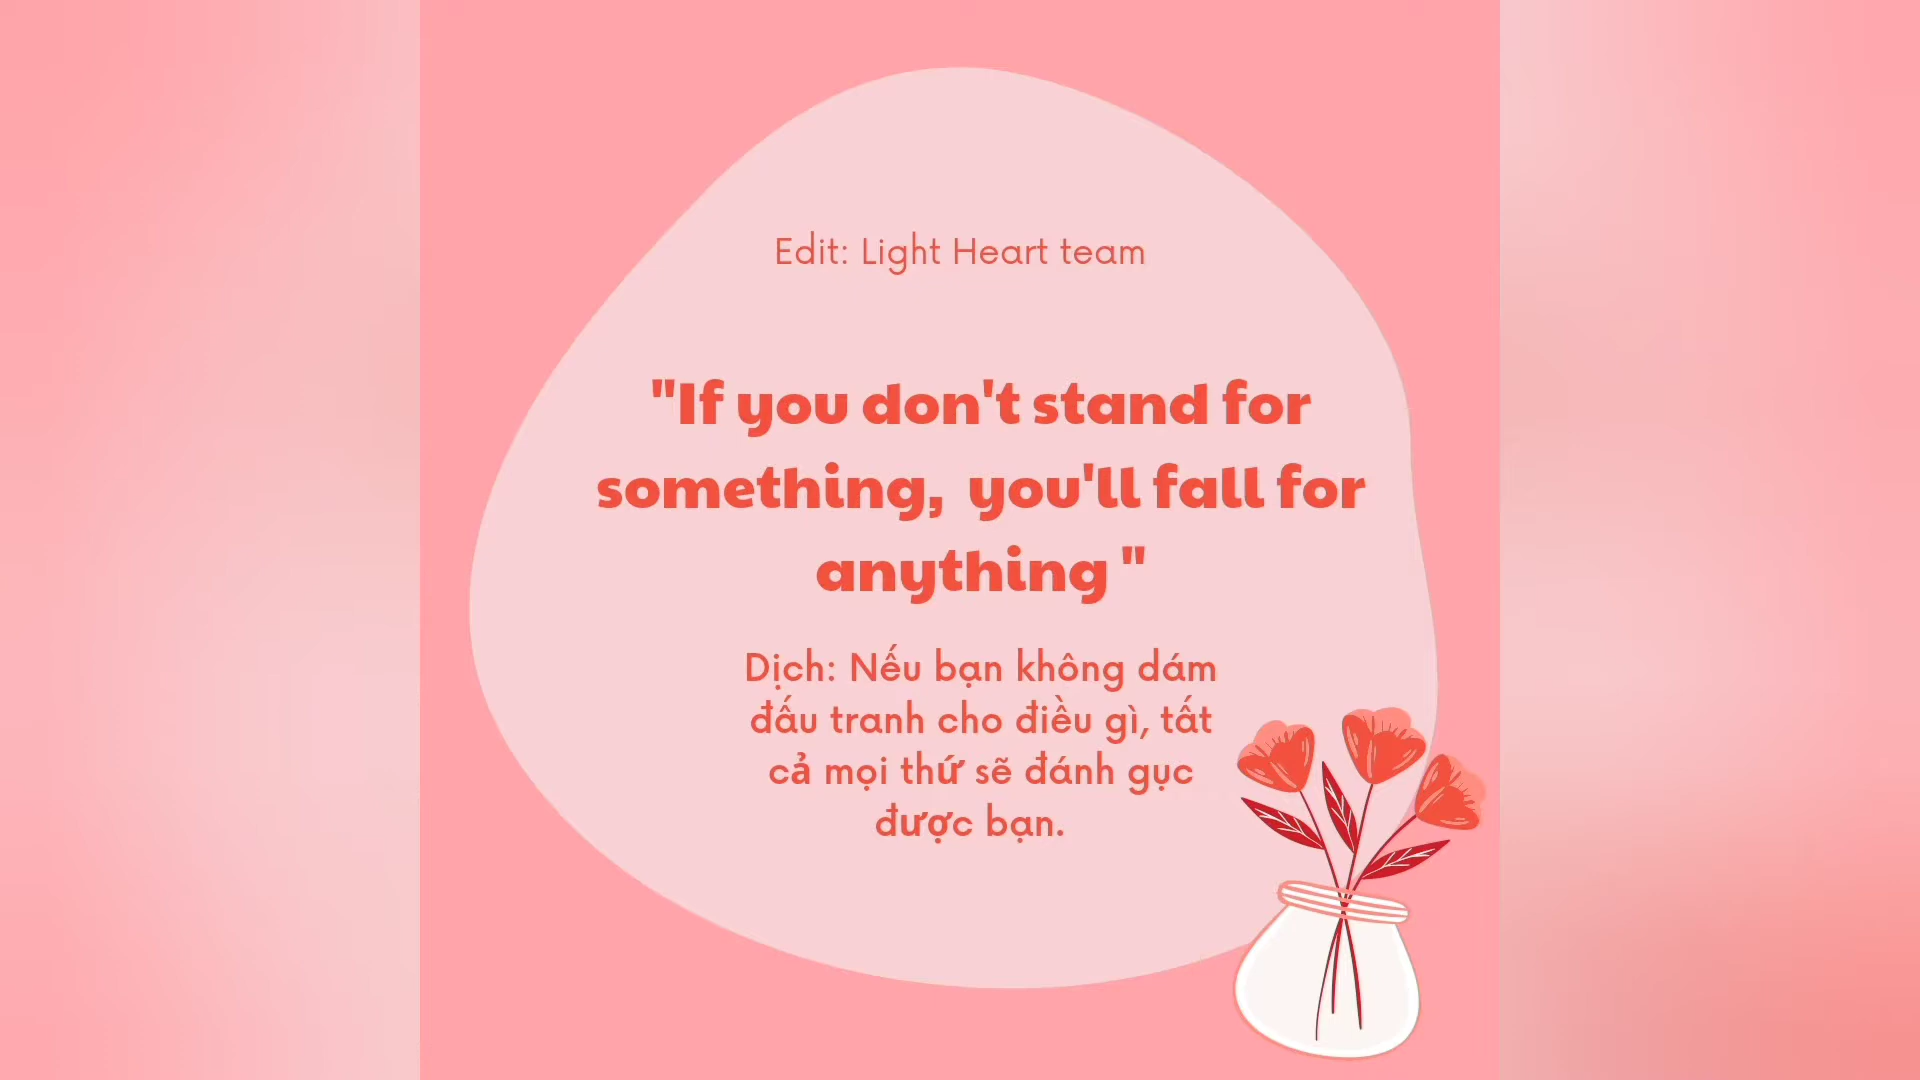 Edit: Light Heart team
"If you don't stand for
something, you'll fall for
anything "
Dịch: Nếu bạn không dám
đấu tranh cho điều gì, tất
cả mọi thứ sẽ đánh gục
được bạn.